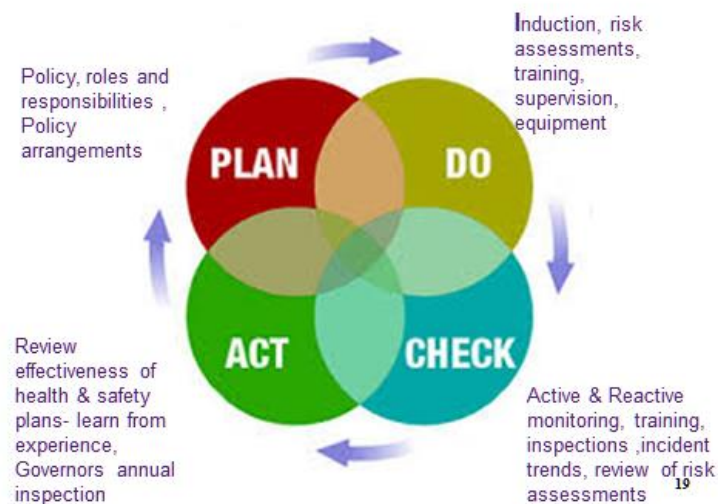 Policy, roles and
responsibilities ,
Policy
arrangements
Induction, risk
assessments,
training,
supervision,
equipment
PLAN
DO
ACT
CHECK
Review
effectiveness of
health & safety
plans- learn from
experience,
Governors annual
inspection
Active & Reactive
monitoring, training,
inspections ,incident
trends, review of risk
assessments
19